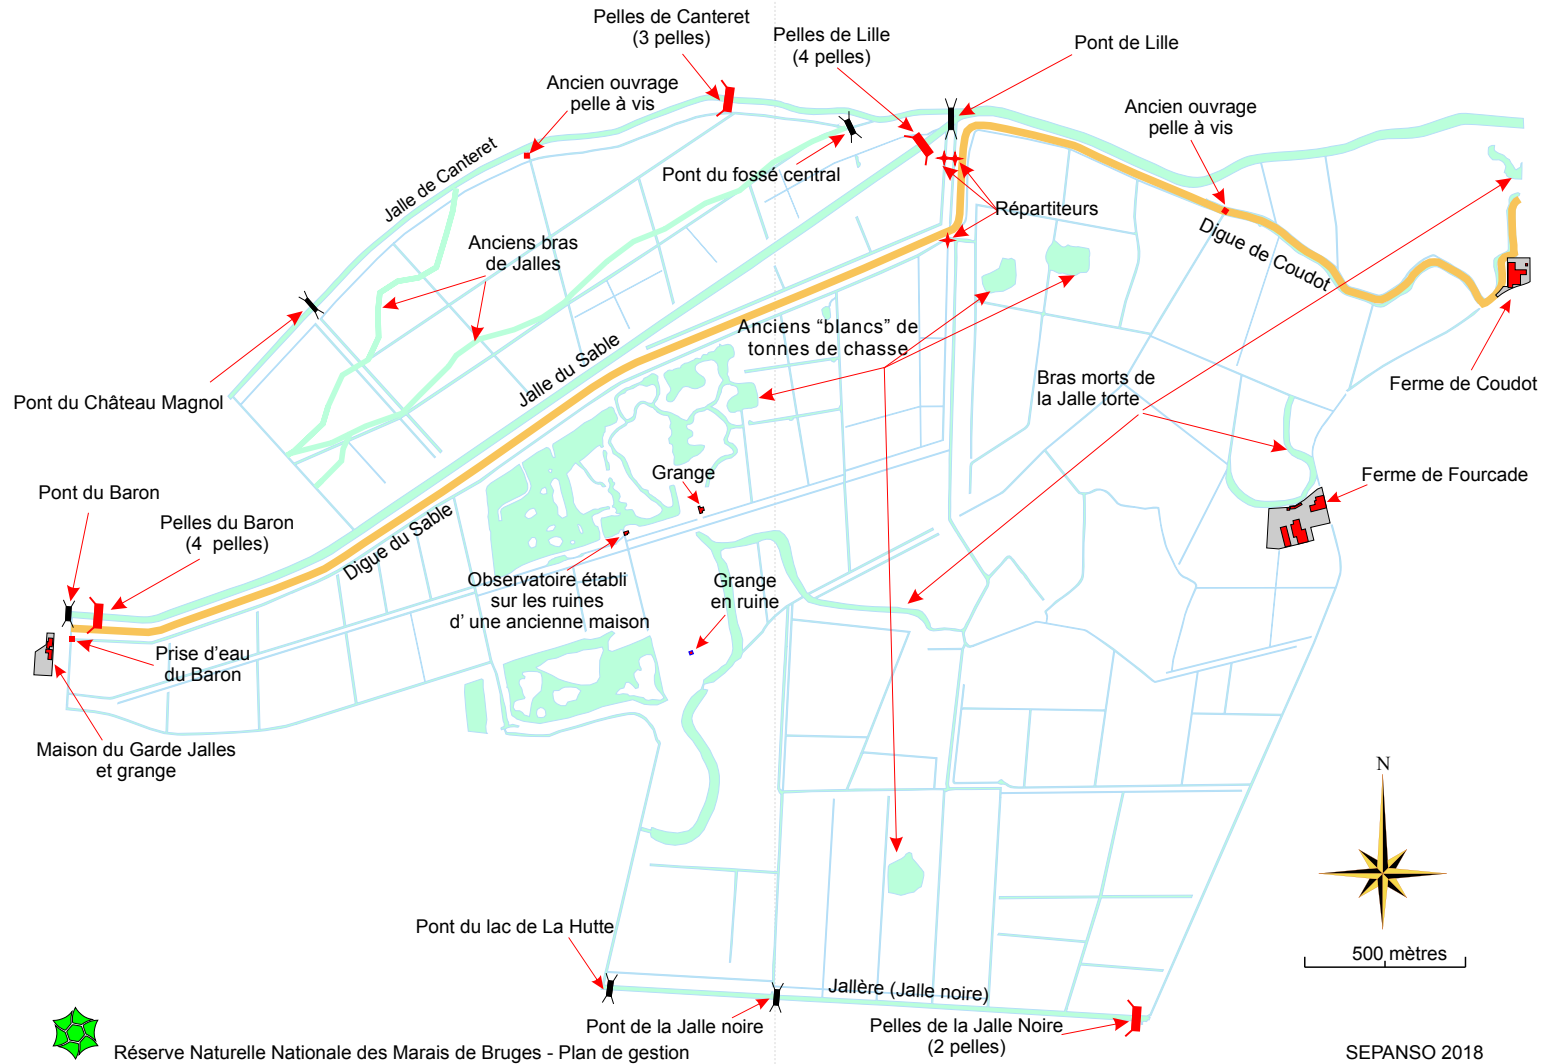 Pelles de Canteret
(3 pelles)
Pelles de Lille
(4 pelles)
Pont de Lille
Ancien ouvrage
pelle à vis
Ancien ouvrage
pelle à vis
Jalle de Canteret
Pont du fossé central
Répartiteurs
Digue de Coudot
Anciens bras
de Jalles
Anciens “blancs” de
tonnes de chasse
Jalle du Sable
Bras morts de
la Jalle torte
Ferme de Coudot
Pont du Château Magnol
Grange
Ferme de Fourcade
Pont du Baron
Pelles du Baron
(4 pelles)
Digue du Sable
Observatoire établi
sur les ruines
d' une ancienne maison
Grange
en ruine
Prise d'eau
du Baron
Maison du Garde Jalles
et grange
N
500 mètres
Pont du lac de La Hutte
Jallère (Jalle noire)
Pont de la Jalle noire
Pelles de la Jalle Noire
(2 pelles)
Réserve Naturelle Nationale des Marais de Bruges - Plan de gestion
SEPANSO 2018